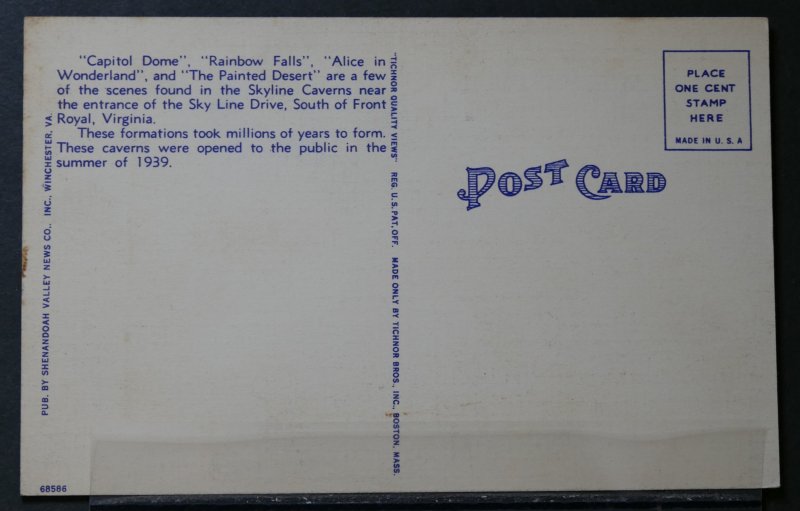 "Capitol Dome", "Rainbow Falls", "Alice in
Wonderland", and "The Painted Desert" are a few
of the scenes found in the Skyline Caverns near
the entrance of the Sky Line Drive, South of Front
Royal, Virginia.
These formations took millions of years to form.
These caverns were opened to the public in the
summer of 1939.
PUB. BY SHENANDOAH VALLEY NEWS CO., INC., WINCHESTER, VA.
68586
"TICHNOR QUALITY VIEWS" REG. U. S. PAT. OFF. MADE ONLY BY TICHNOR BROS., INC., BOSTON, MASS.
POST CARD
PLACE
ONE CENT
STAMP
HERE
MADE IN U. S. A